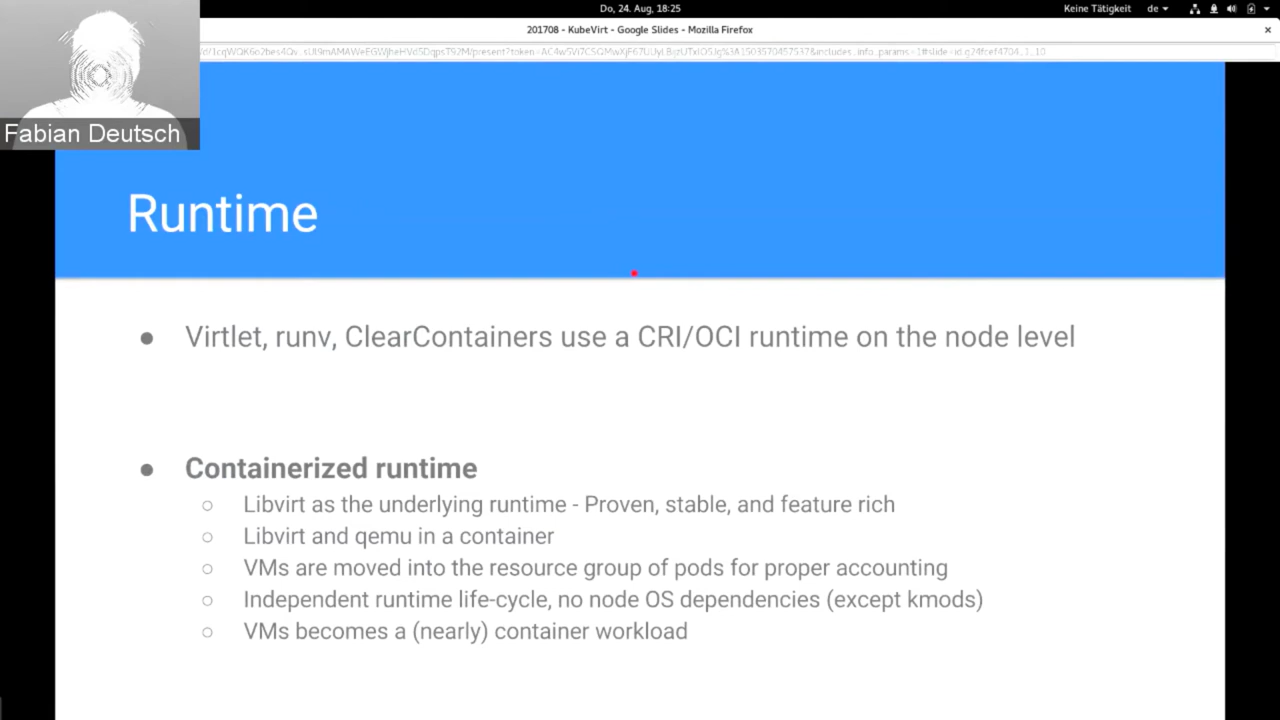 Do, 24. Aug, 18:25
Keine Tätigkeit
de
201708 - KubeVirt - Google Slides - Mozilla Firefox
Fabian Deutsch
Runtime
Virtlet, runv, ClearContainers use a CRI/OCI runtime on the node level
Containerized runtime
Libvirt as the underlying runtime - Proven, stable, and feature rich
Libvirt and qemu in a container
VMs are moved into the resource group of pods for proper accounting
Independent runtime life-cycle, no node OS dependencies (except kmods)
VMs becomes a (nearly) container workload